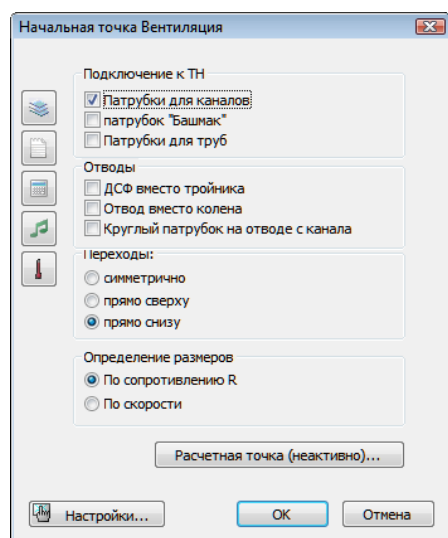 Начальная точка Вентиляция
Подключение к ТН
Патрубки для каналов
патрубок "Башмак"
Патрубки для труб
Отводы
ДСФ вместо тройника
Отвод вместо колена
Круглый патрубок на отводе с канала
Переходы:
симметрично
прямо сверху
прямо снизу
Определение размеров
По сопротивлению R
По скорости
Расчетная точка (неактивно)...
Настройки...
OK
Отмена